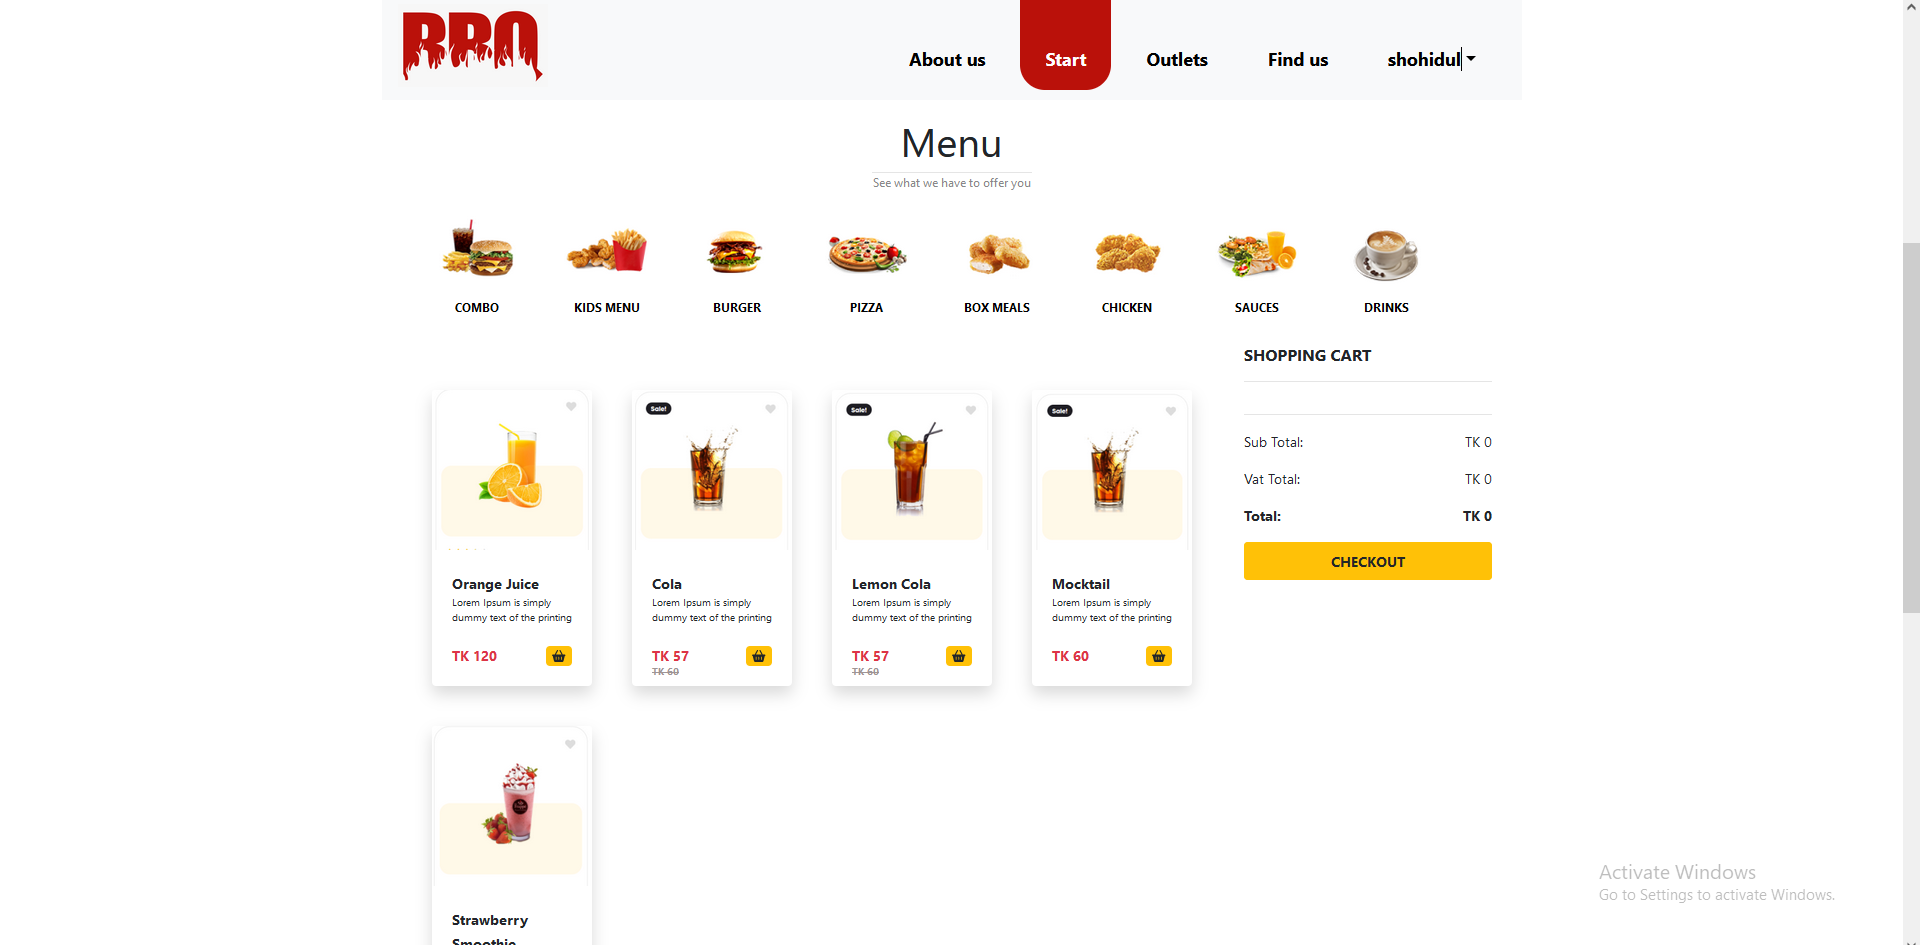 BBQ
About us
Start
Outlets
Find us
shohidul
Menu
See what we have to offer you
COMBO
KIDS MENU
BURGER
PIZZA
BOX MEALS
CHICKEN
SAUCES
DRINKS
SHOPPING CART
Sub Total: TK 0
Vat Total: TK 0
Total: TK 0
CHECKOUT
Orange Juice
Lorem Ipsum is simply
dummy text of the printing
TK 120
Sale!
Cola
Lorem Ipsum is simply
dummy text of the printing
TK 57
TK 60
Sale!
Lemon Cola
Lorem Ipsum is simply
dummy text of the printing
TK 57
TK 60
Sale!
Mocktail
Lorem Ipsum is simply
dummy text of the printing
TK 60
Strawberry
Smoothie
Activate Windows
Go to Settings to activate Windows.